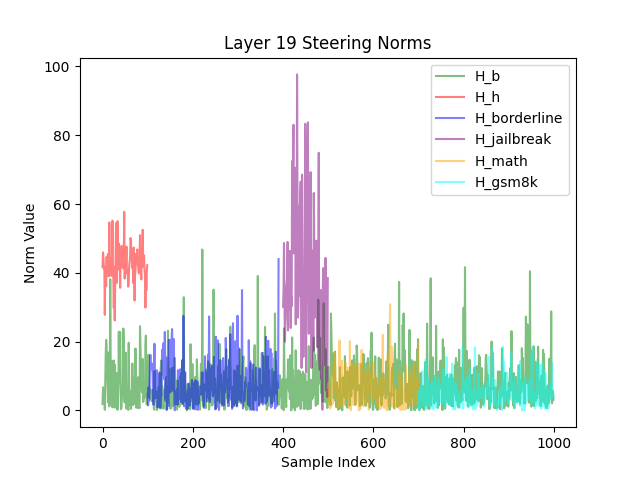 Layer 19 Steering Norms
100
80
60
40
20
0
Norm Value
H_b
H_h
H_borderline
H_jailbreak
H_math
H_gsm8k
0 200 400 600 800 1000
Sample Index